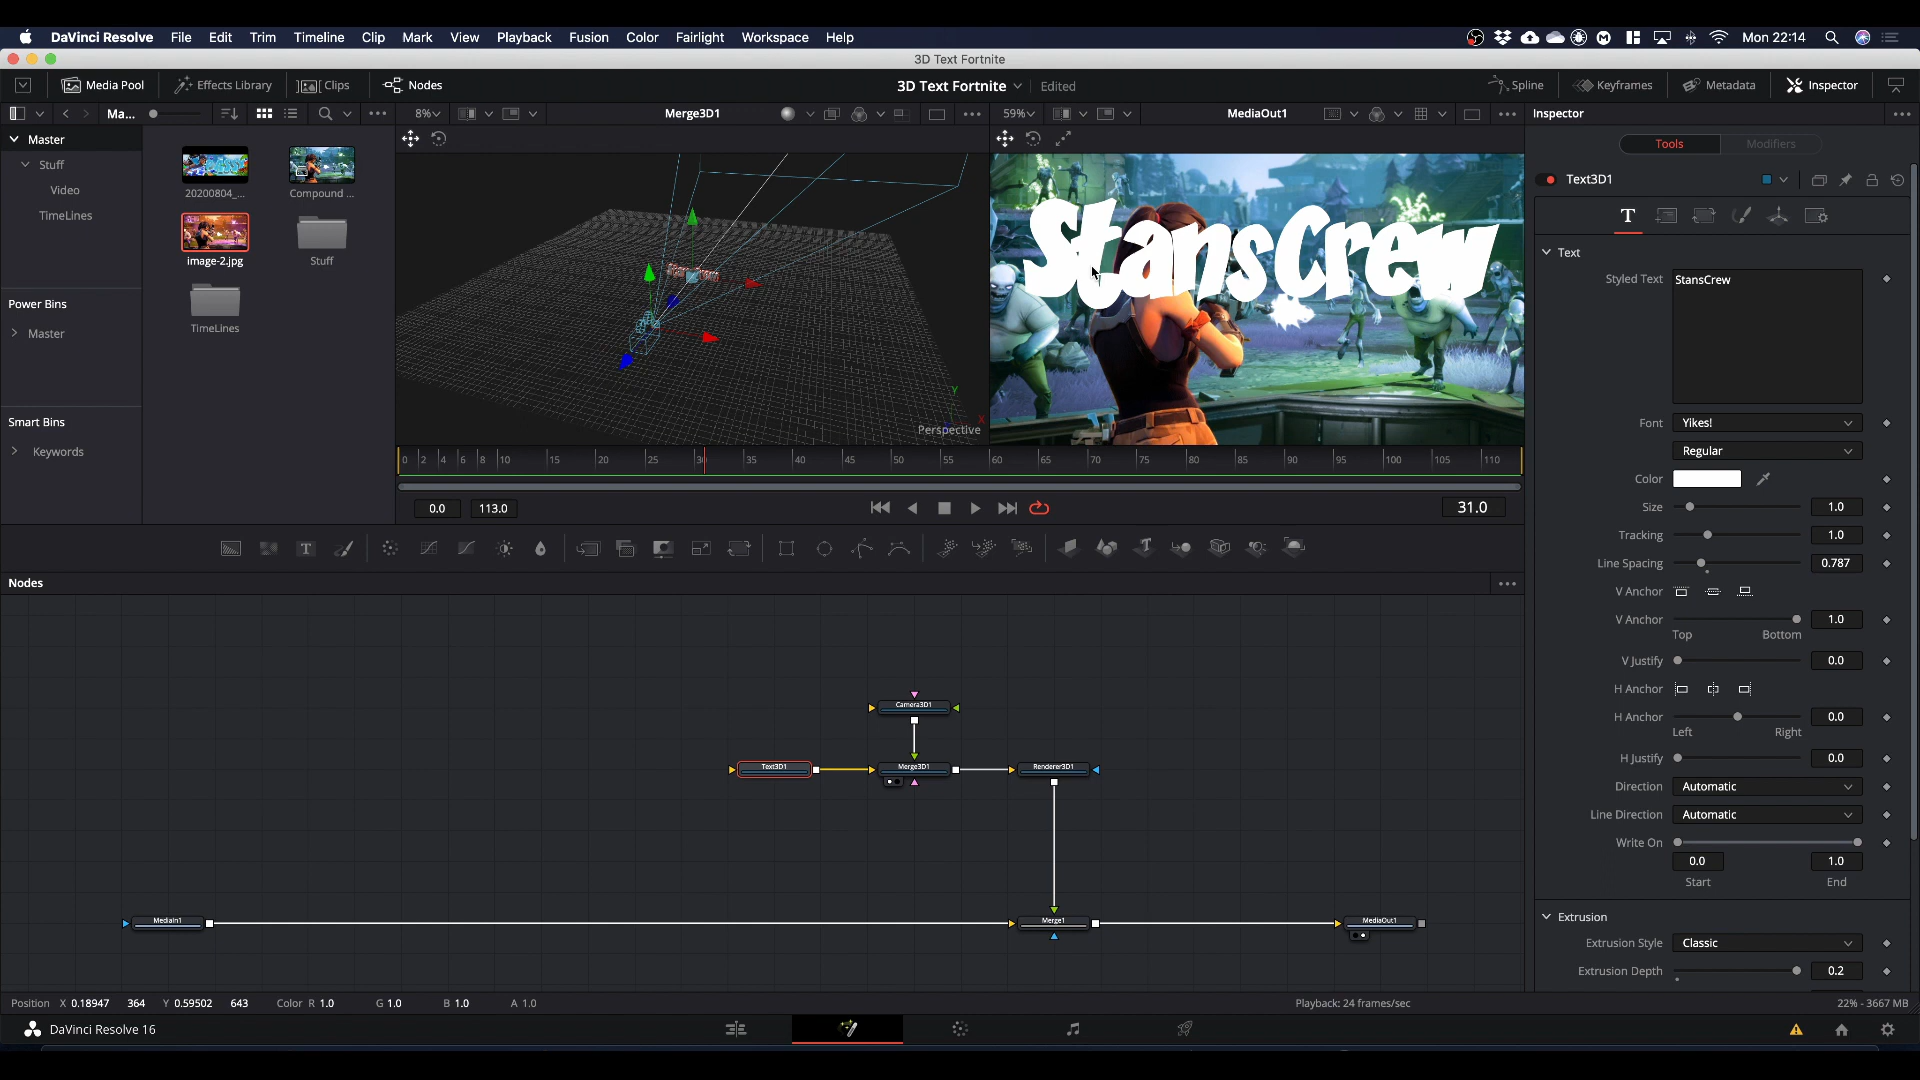 DaVinci Resolve File Edit Trim Timeline Clip Mark View Playback Fusion Color Fairlight Workspace Help Mon 22:14
3D Text Fortnite
Media Pool Effects Library Clips Nodes 3D Text Fortnite Edited Spline Keyframes Metadata Inspector
Ma... 8% Merge3D1 59% MediaOut1 Inspector
Master
Stuff
Video
TimeLines
Power Bins
Master
Smart Bins
Keywords
20200804_... Compound ...
image-2.jpg Stuff
TimeLines
Y
X
Perspective
StansCrew
0 2 4 6 8 10 15 20 25 30 35 40 45 50 55 60 65 70 75 80 85 90 95 100 105 110
0.0 113.0 31.0
Nodes
Camera3D1
Text3D1 Merge3D1 Renderer3D1
MediaIn1 Merge1 MediaOut1
Tools Modifiers
Text3D1
T
Text
Styled Text StansCrew
Font Yikes!
Regular
Color
Size 1.0
Tracking 1.0
Line Spacing 0.787
V Anchor
V Anchor 1.0
Top Bottom
V Justify 0.0
H Anchor
H Anchor 0.0
Left Right
H Justify 0.0
Direction Automatic
Line Direction Automatic
Write On
0.0 1.0
Start End
Extrusion
Extrusion Style Classic
Extrusion Depth 0.2
Position X 0.18947 364 Y 0.59502 643 Color R 1.0 G 1.0 B 1.0 A 1.0 Playback: 24 frames/sec 22% - 3667 MB
DaVinci Resolve 16